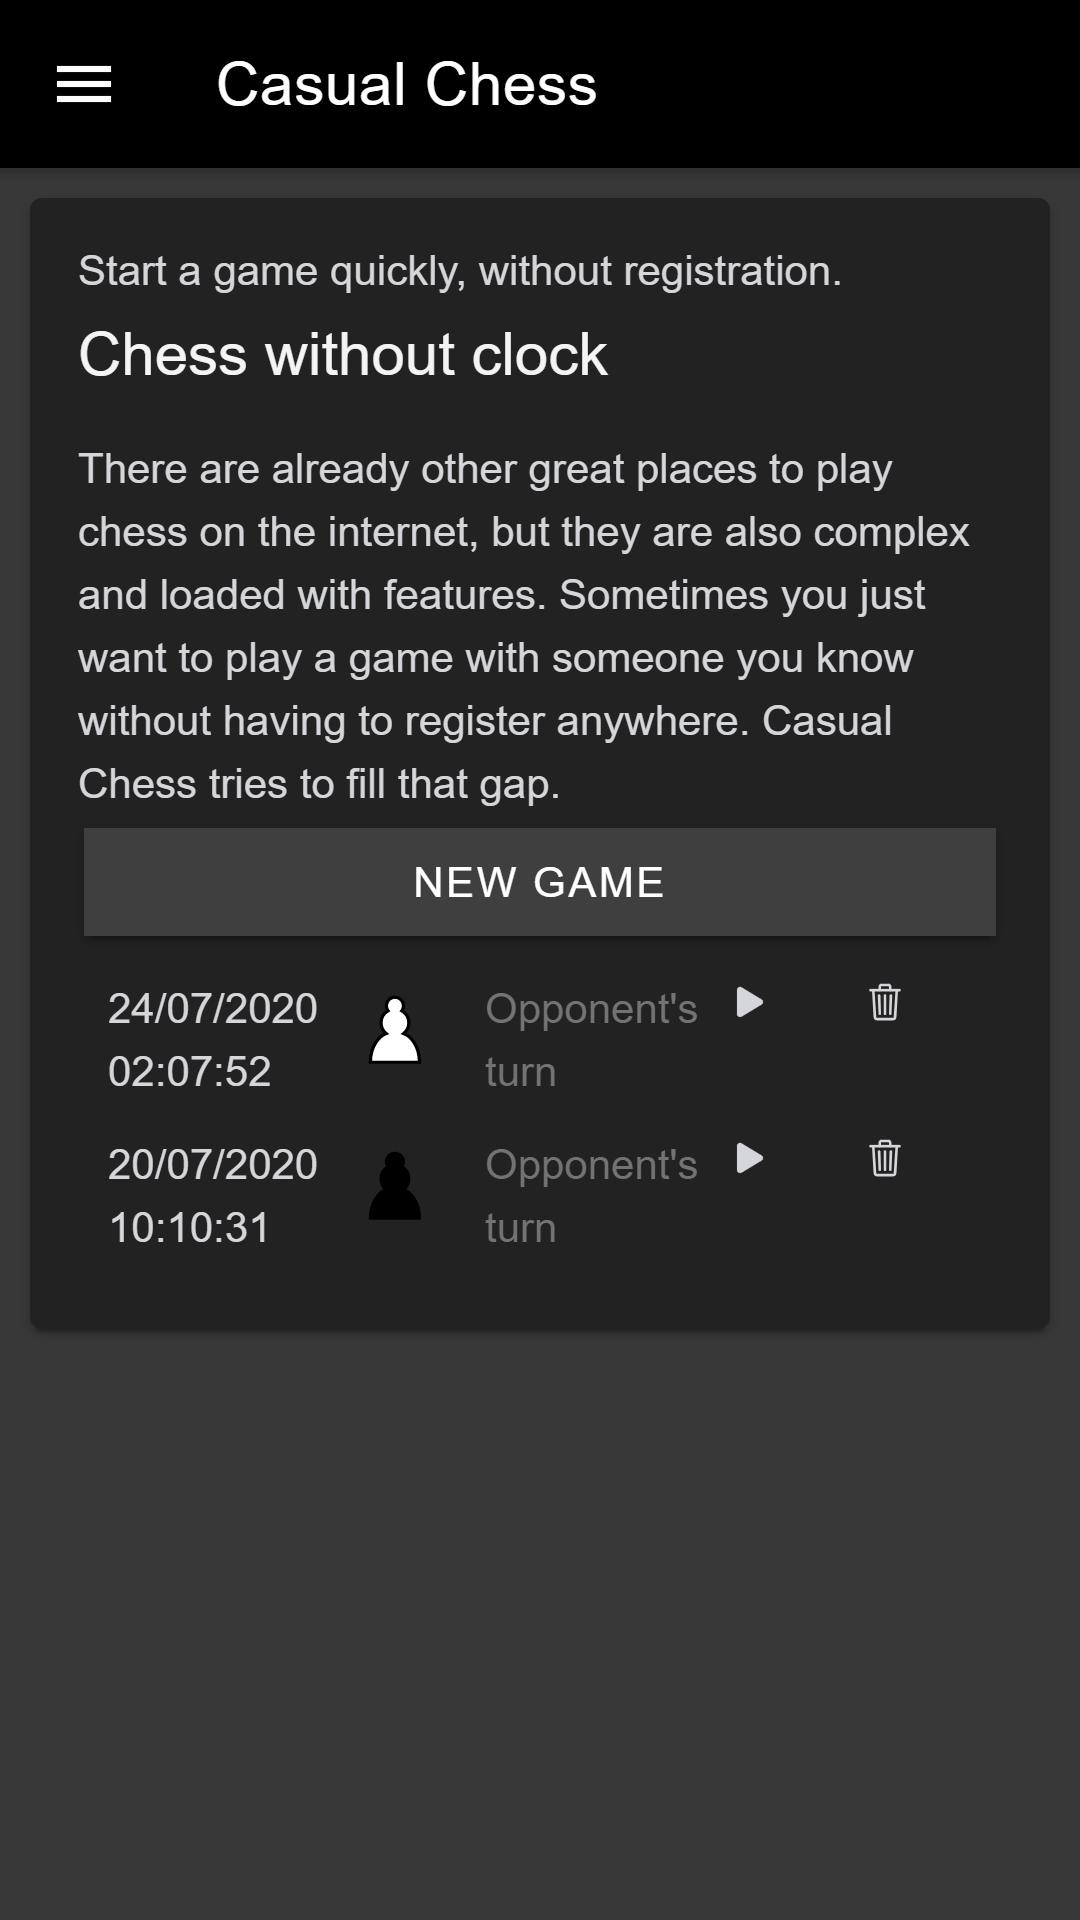 Casual Chess
Start a game quickly, without registration.
Chess without clock
There are already other great places to play
chess on the internet, but they are also complex
and loaded with features. Sometimes you just
want to play a game with someone you know
without having to register anywhere. Casual
Chess tries to fill that gap.
NEW GAME
24/07/2020
02:07:52
Opponent's
turn
20/07/2020
10:10:31
Opponent's
turn